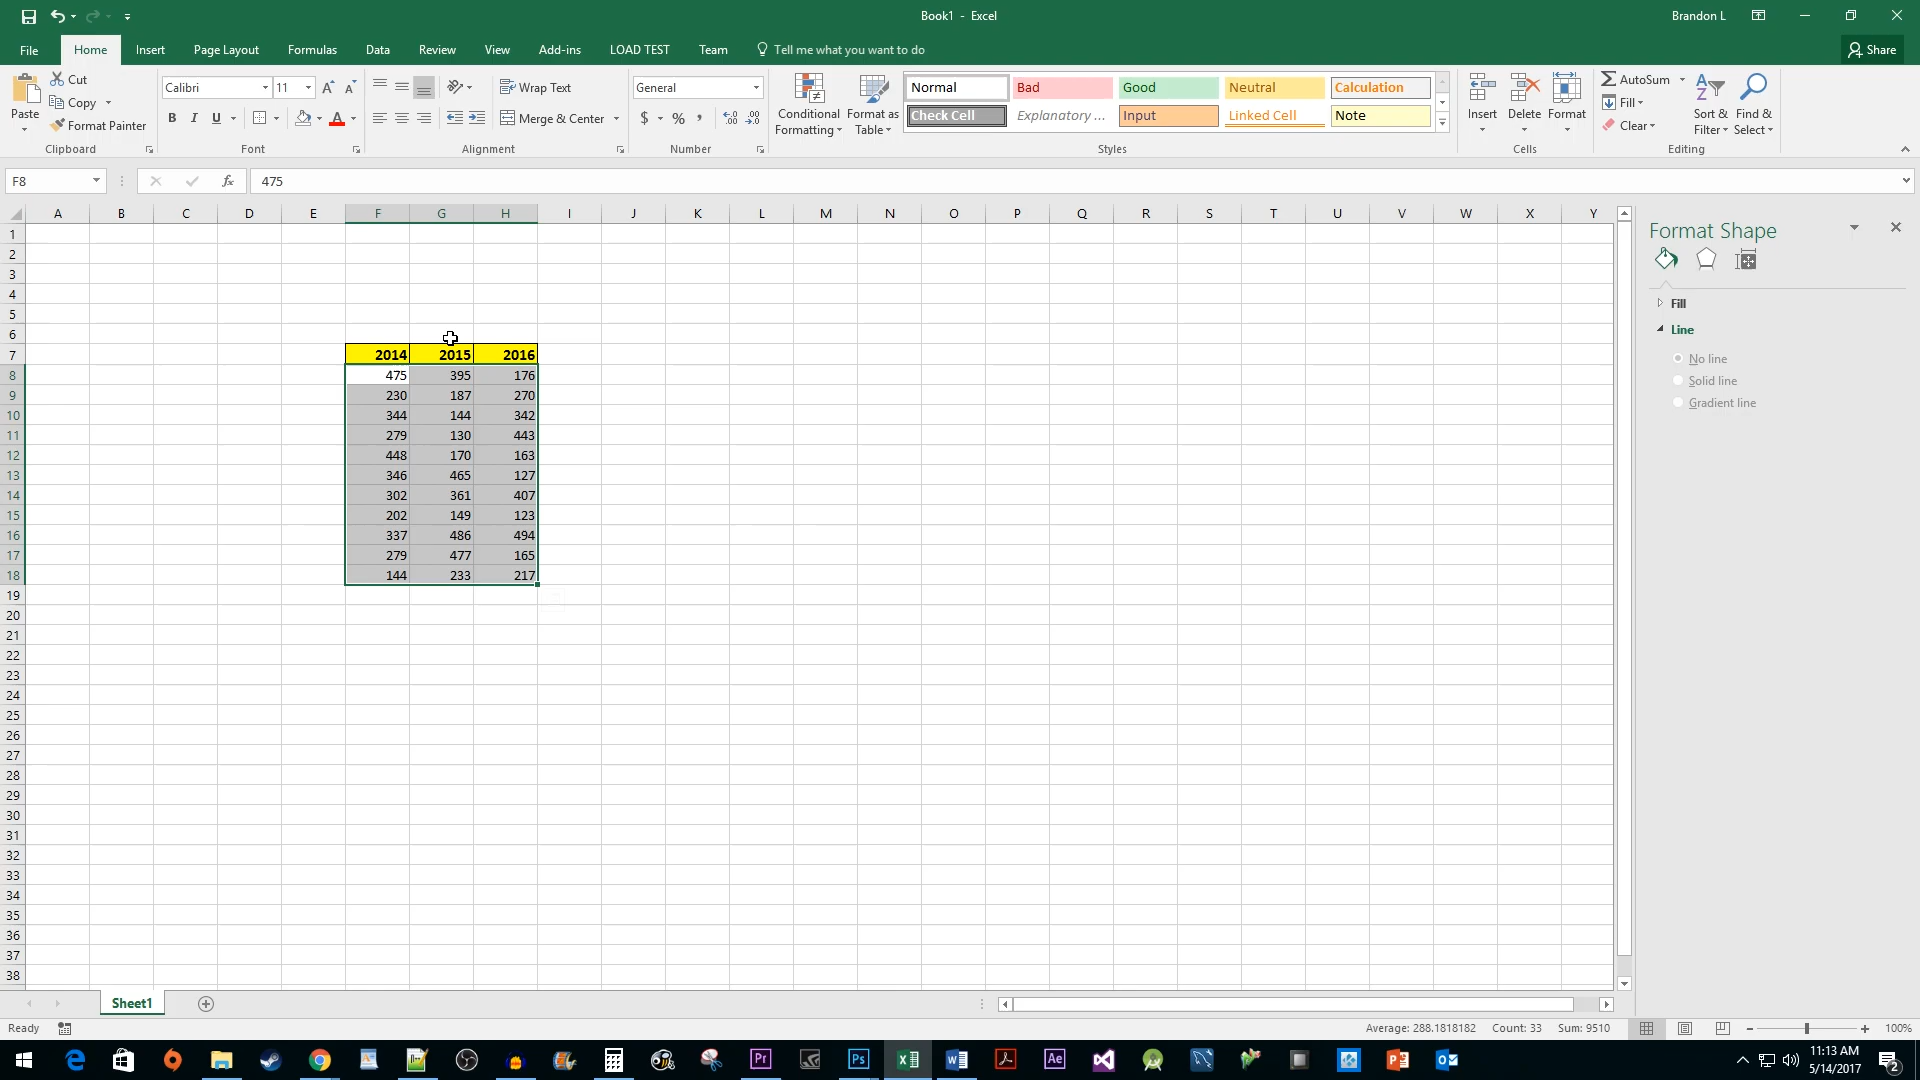 Book1 - Excel
Brandon L
File Home Insert Page Layout Formulas Data Review View Add-ins LOAD TEST Team Tell me what you want to do Share
Paste
Cut
Copy
Format Painter
Clipboard
Calibri 11
B I U
Font
Wrap Text
Merge & Center
Alignment
General
$ % ,
Number
Conditional Formatting
Format as Table
Normal Bad Good Neutral Calculation
Check Cell Explanatory ... Input Linked Cell Note
Styles
Insert Delete Format
Cells
AutoSum
Fill
Clear
Sort & Filter
Find & Select
Editing
F8 fx 475
A B C D E F G H I J K L M N O P Q R S T U V W X Y
1
2
3
4
5
6
7 2014 2015 2016
8 475 395 176
9 230 187 270
10 344 144 342
11 279 130 443
12 448 170 163
13 346 465 127
14 302 361 407
15 202 149 123
16 337 486 494
17 279 477 165
18 144 233 217
19
20
21
22
23
24
25
26
27
28
29
30
31
32
33
34
35
36
37
38
Format Shape
Fill
Line
No line
Solid line
Gradient line
Sheet1
Ready Average: 288.1818182 Count: 33 Sum: 9510 100%
11:13 AM
5/14/2017